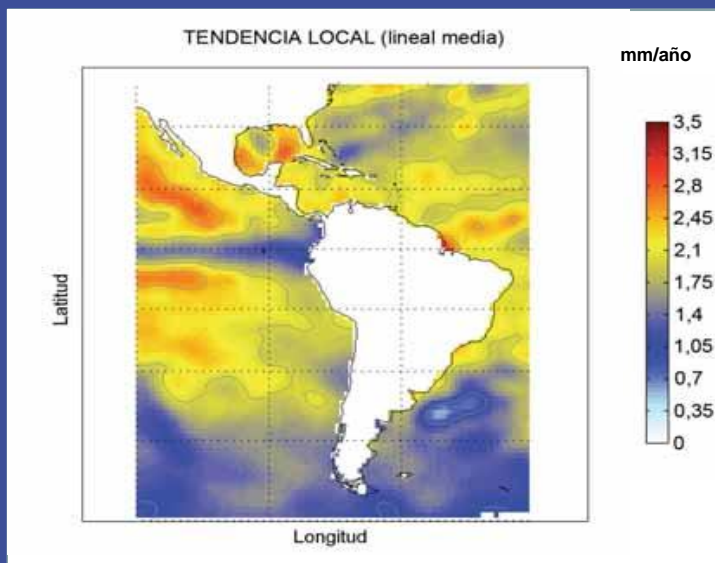 TENDENCIA LOCAL (lineal media)
mm/año
3,5
3,15
2,8
2,45
2,1
1,75
1,4
1,05
0,7
0,35
0
Latitud
Longitud